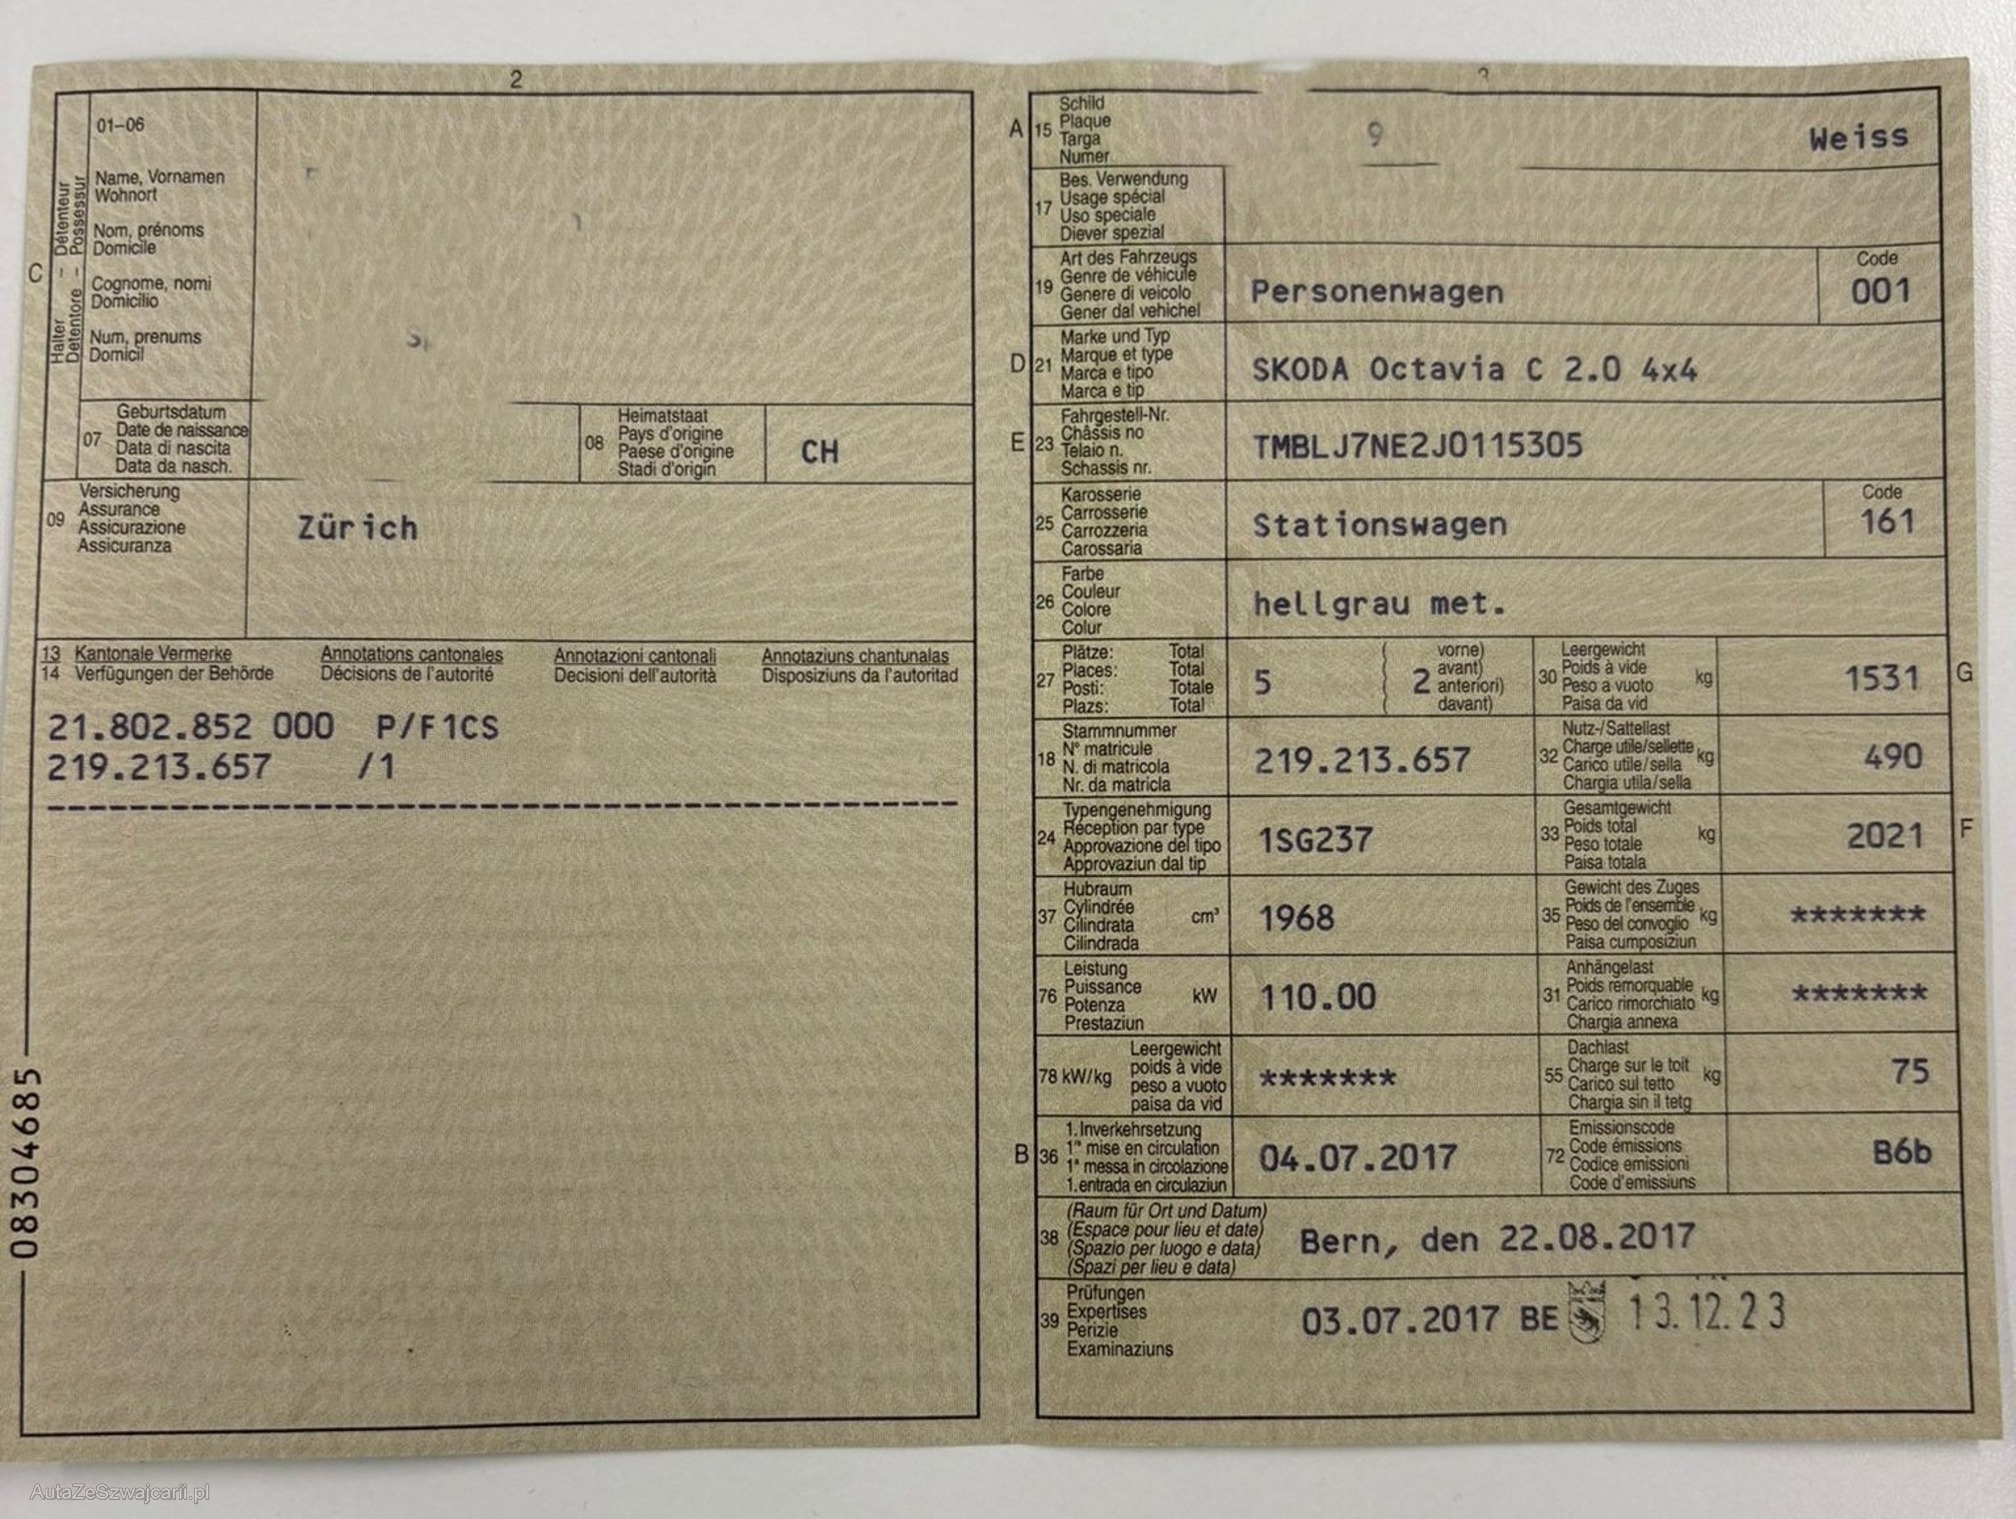 2
01-06
Name, Vornamen
Wohnort
Nom, prénoms
Domicile
Cognome, nomi
Domicilio
Num, prenums
Domicil
C
Halter - Détenteur
Detentore - Possessur
07
Geburtsdatum
Date de naissance
Data di nascita
Data da nasch.
08
Heimatstaat
Pays d'origine
Paese d'origine
Stadi d'origin
CH
09
Versicherung
Assurance
Assicurazione
Assicuranza
Zürich
13 Kantonale Vermerke Annotations cantonales Annotazioni cantonali Annotaziuns chantunalas
14 Verfügungen der Behörde Décisions de l'autorité Decisioni dell'autorità Disposiziuns da l'autoritad
21.802.852 000 P/F1CS
219.213.657 /1
08304685
A 15
Schild
Plaque
Targa
Numer
9
Weiss
17
Bes. Verwendung
Usage spécial
Uso speciale
Diever spezial
19
Art des Fahrzeugs
Genre de véhicule
Genere di veicolo
Gener dal vehichel
Personenwagen
Code
001
D 21
Marke und Typ
Marque et type
Marca e tipo
Marca e tip
SKODA Octavia C 2.0 4x4
E 23
Fahrgestell-Nr.
Châssis no
Telaio n.
Schassis nr.
TMBLJ7NE2J0115305
25
Karosserie
Carrosserie
Carrozzeria
Carossaria
Stationswagen
Code
161
26
Farbe
Couleur
Colore
Colur
hellgrau met.
27
Plätze: Total
Places: Total
Posti: Totale
Plazs: Total
5
2
vorne)
avant)
anteriori)
davant)
30
Leergewicht
Poids à vide
Peso a vuoto
Paisa da vid
kg
1531
G
18
Stammnummer
N° matricule
N. di matricola
Nr. da matricla
219.213.657
32
Nutz-/Sattellast
Charge utile/sellette
Carico utile/sella
Chargia utila/sella
kg
490
24
Typengenehmigung
Réception par type
Approvazione del tipo
Approvaziun dal tip
1SG237
33
Gesamtgewicht
Poids total
Peso totale
Paisa totala
kg
2021
F
37
Hubraum
Cylindrée
Cilindrata
Cilindrada
cm³
1968
35
Gewicht des Zuges
Poids de l'ensemble
Peso del convoglio
Paisa cumposiziun
kg
*******
76
Leistung
Puissance
Potenza
Prestaziun
kW
110.00
31
Anhängelast
Poids remorquable
Carico rimorchiato
Chargia annexa
kg
*******
78 kW/kg
Leergewicht
poids à vide
peso a vuoto
paisa da vid
*******
55
Dachlast
Charge sur le toit
Carico sul tetto
Chargia sin il tetg
kg
75
B 36
1. Inverkehrsetzung
1re mise en circulation
1a messa in circolazione
1. entrada en circulaziun
04.07.2017
72
Emissionscode
Code émissions
Codice emissioni
Code d'emissiuns
B6b
38
(Raum für Ort und Datum)
(Espace pour lieu et date)
(Spazio per luogo e data)
(Spazi per lieu e data)
Bern, den 22.08.2017
39
Prüfungen
Expertises
Perizie
Examinaziuns
03.07.2017 BE 13.12.23
AutaZeSzwajcarii.pl